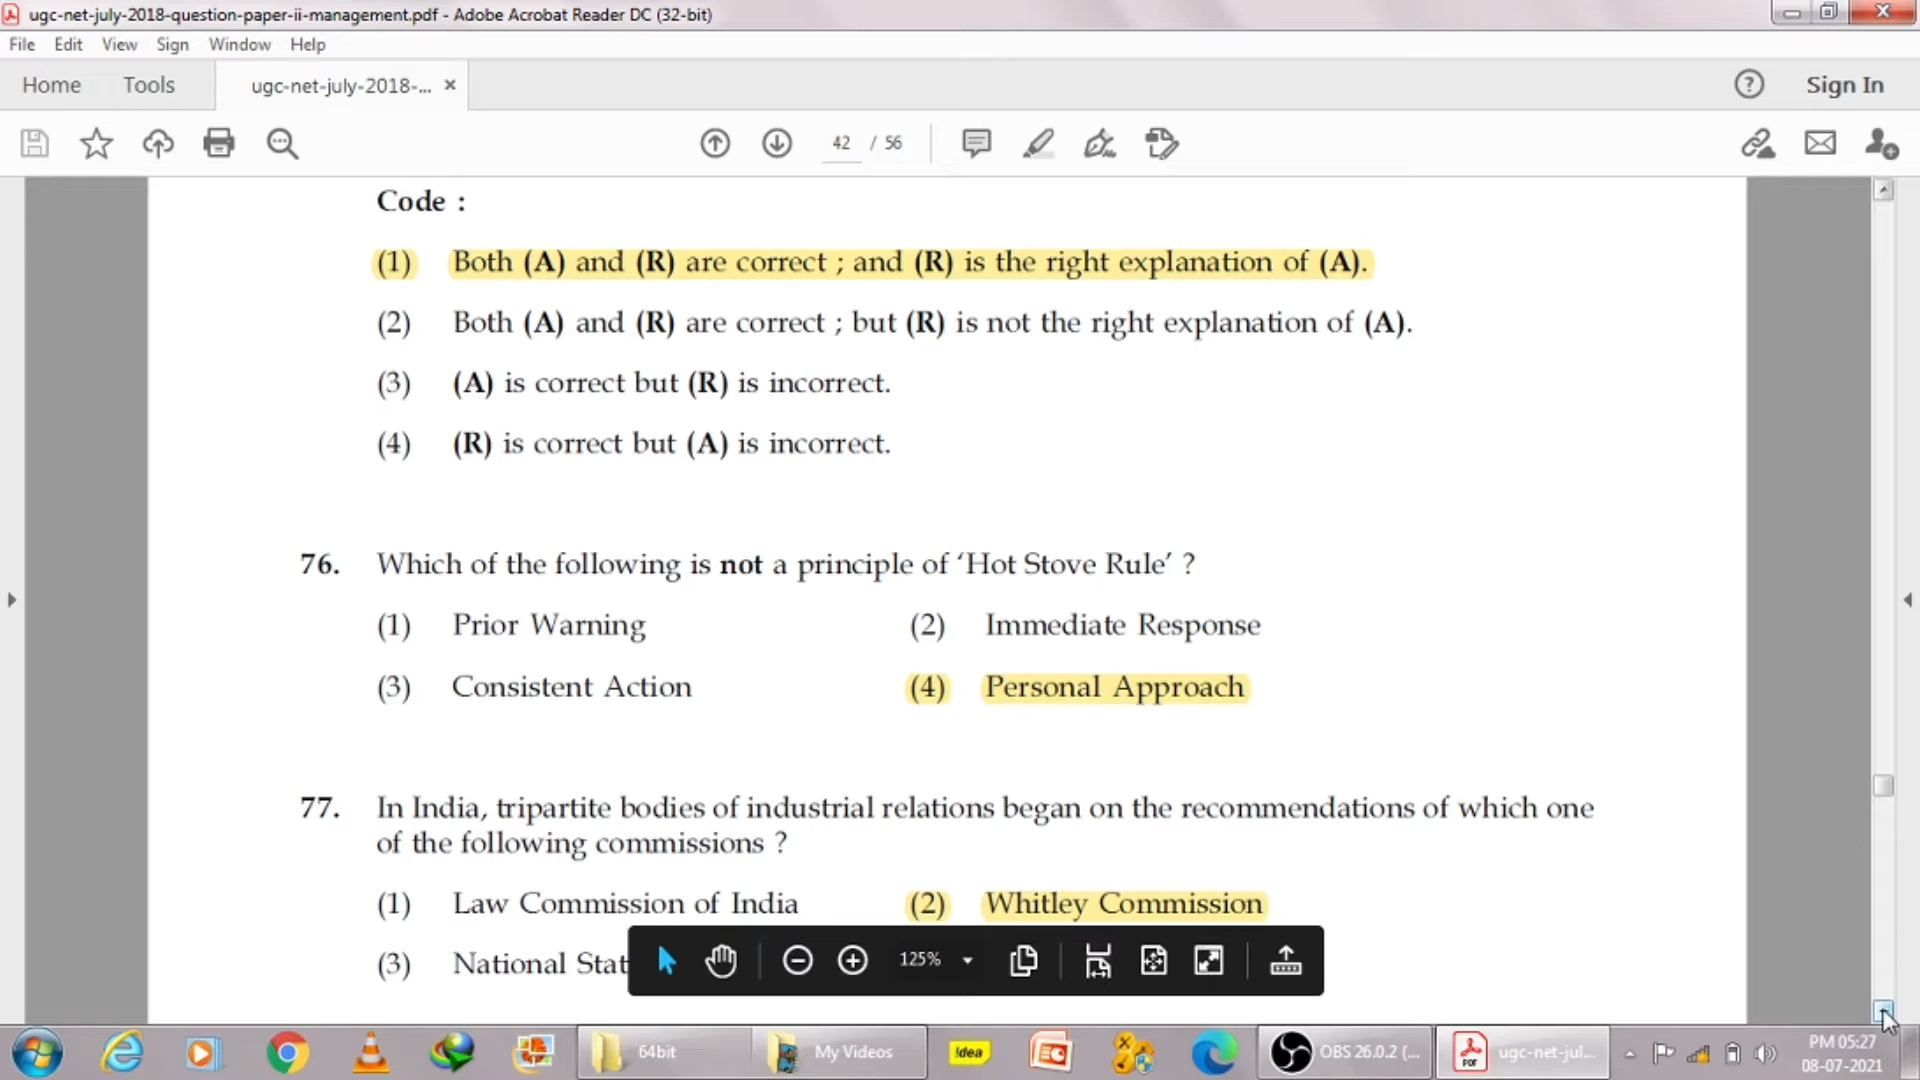 ugc-net-july-2018-question-paper-ii-management.pdf - Adobe Acrobat Reader DC (32-bit)
File Edit View Sign Window Help
Home Tools ugc-net-july-2018-... × Sign In
42 / 56
Code :
(1) Both (A) and (R) are correct ; and (R) is the right explanation of (A).
(2) Both (A) and (R) are correct ; but (R) is not the right explanation of (A).
(3) (A) is correct but (R) is incorrect.
(4) (R) is correct but (A) is incorrect.
76. Which of the following is not a principle of ‘Hot Stove Rule’ ?
(1) Prior Warning (2) Immediate Response
(3) Consistent Action (4) Personal Approach
77. In India, tripartite bodies of industrial relations began on the recommendations of which one
of the following commissions ?
(1) Law Commission of India (2) Whitley Commission
(3) National Stat
125%
64bit My Videos !dea OBS 26.0.2 (... PDF ugc-net-jul... PM 05:27
08-07-2021